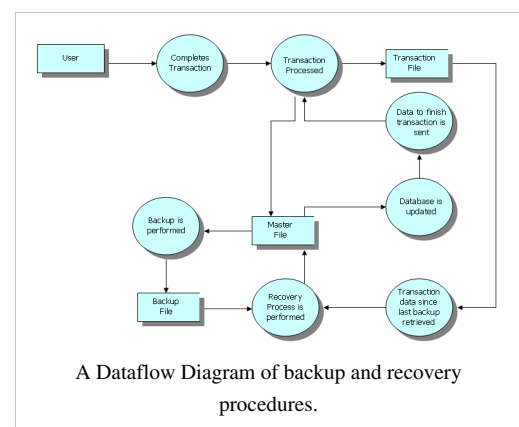 User
Completes
Transaction
Transaction
Processed
Transaction
File
Data to finish
transaction is
sent
Backup is
performed
Master
File
Database is
updated
Backup
File
Recovery
Process is
performed
Transaction
data since
last backup
retrieved
A Dataflow Diagram of backup and recovery
procedures.